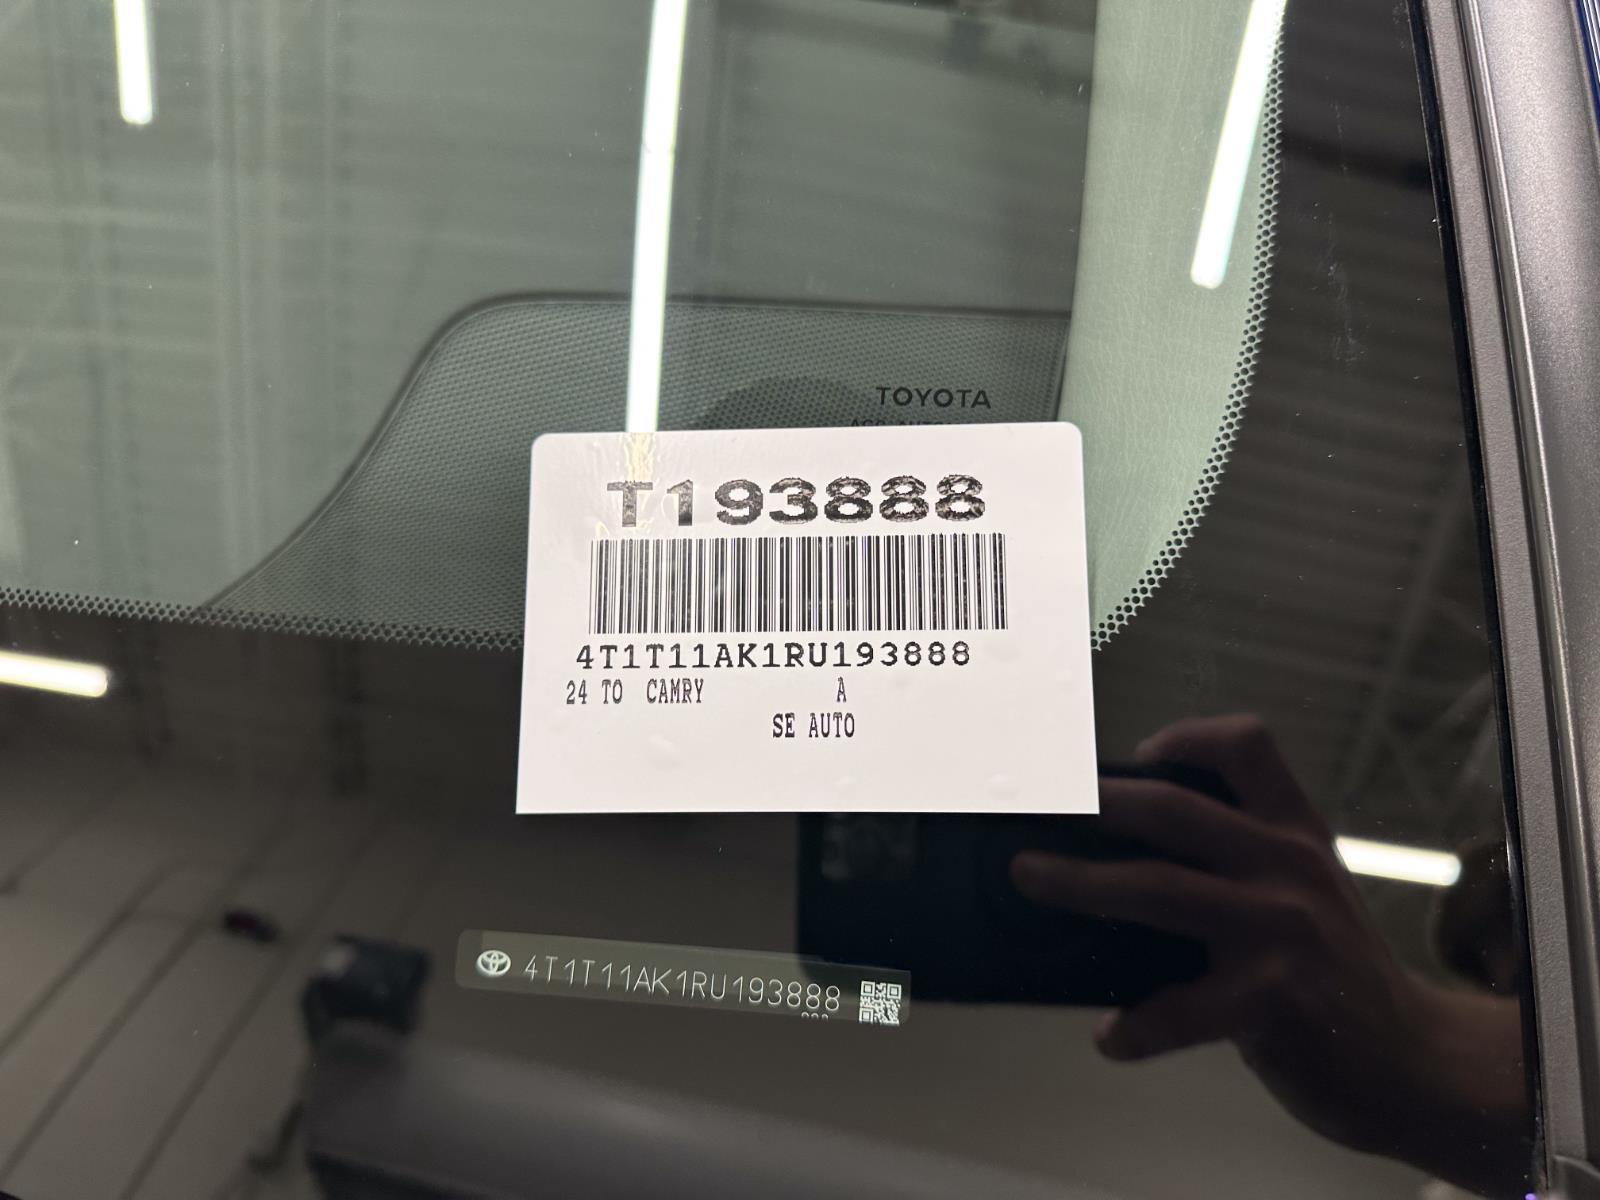 TOYOTA
T193888
4T1T11AK1RU193888
24 TO CAMRY A
SE AUTO
4T1T11AK1RU193888